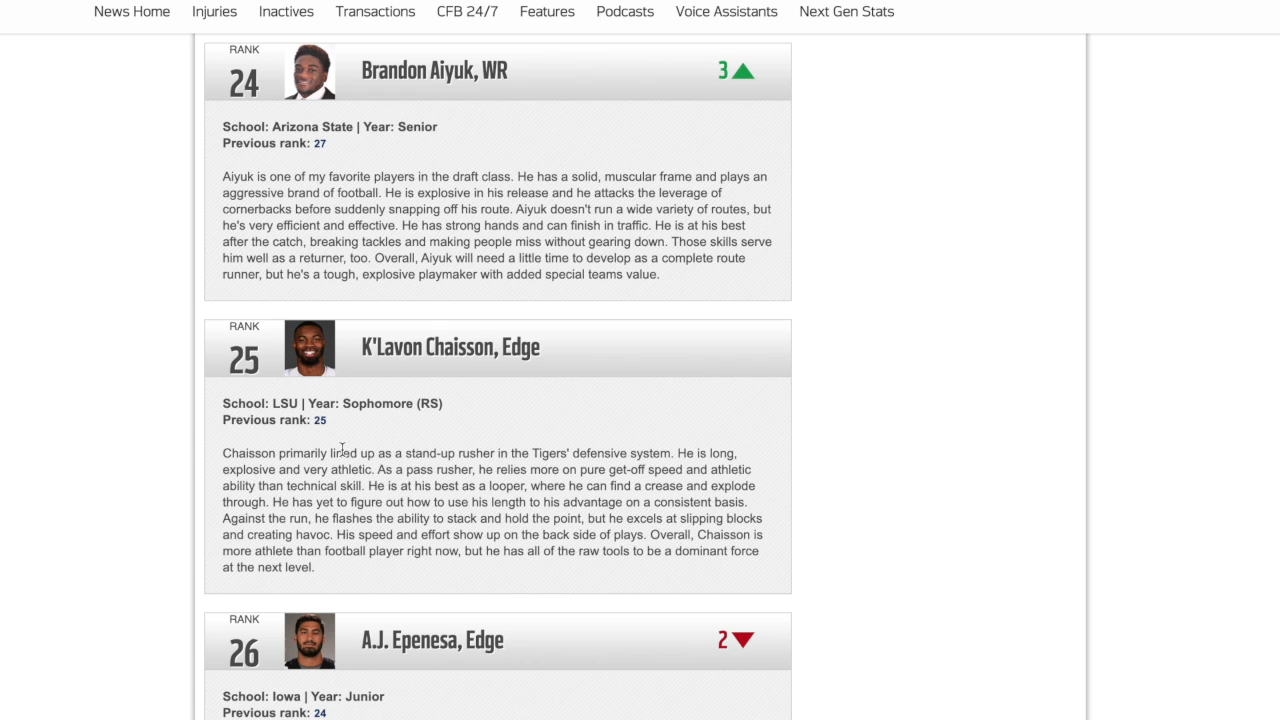 News Home Injuries Inactives Transactions CFB 24/7 Features Podcasts Voice Assistants Next Gen Stats
RANK
24
Brandon Aiyuk, WR
3
School: Arizona State | Year: Senior
Previous rank: 27
Aiyuk is one of my favorite players in the draft class. He has a solid, muscular frame and plays an
aggressive brand of football. He is explosive in his release and he attacks the leverage of
cornerbacks before suddenly snapping off his route. Aiyuk doesn't run a wide variety of routes, but
he's very efficient and effective. He has strong hands and can finish in traffic. He is at his best
after the catch, breaking tackles and making people miss without gearing down. Those skills serve
him well as a returner, too. Overall, Aiyuk will need a little time to develop as a complete route
runner, but he's a tough, explosive playmaker with added special teams value.
RANK
25
K'Lavon Chaisson, Edge
School: LSU | Year: Sophomore (RS)
Previous rank: 25
Chaisson primarily lined up as a stand-up rusher in the Tigers' defensive system. He is long,
explosive and very athletic. As a pass rusher, he relies more on pure get-off speed and athletic
ability than technical skill. He is at his best as a looper, where he can find a crease and explode
through. He has yet to figure out how to use his length to his advantage on a consistent basis.
Against the run, he flashes the ability to stack and hold the point, but he excels at slipping blocks
and creating havoc. His speed and effort show up on the back side of plays. Overall, Chaisson is
more athlete than football player right now, but he has all of the raw tools to be a dominant force
at the next level.
RANK
26
A.J. Epenesa, Edge
2
School: Iowa | Year: Junior
Previous rank: 24